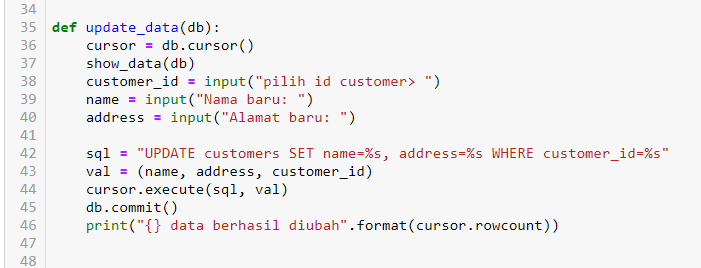 34
35 def update_data(db):
36     cursor = db.cursor()
37     show_data(db)
38     customer_id = input("pilih id customer> ")
39     name = input("Nama baru: ")
40     address = input("Alamat baru: ")
41
42     sql = "UPDATE customers SET name=%s, address=%s WHERE customer_id=%s"
43     val = (name, address, customer_id)
44     cursor.execute(sql, val)
45     db.commit()
46     print("{} data berhasil diubah".format(cursor.rowcount))
47
48